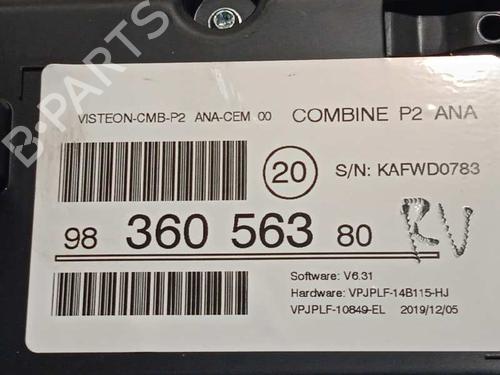 B-PARTS
VISTEON-CMB-P2 ANA-CEM 00 COMBINE P2 ANA
20 S/N: KAFWD0783
98 360 563 80 RV
Software: V6.31
Hardware: VPJPLF-14B115-HJ
VPJPLF-10849-EL 2019/12/05